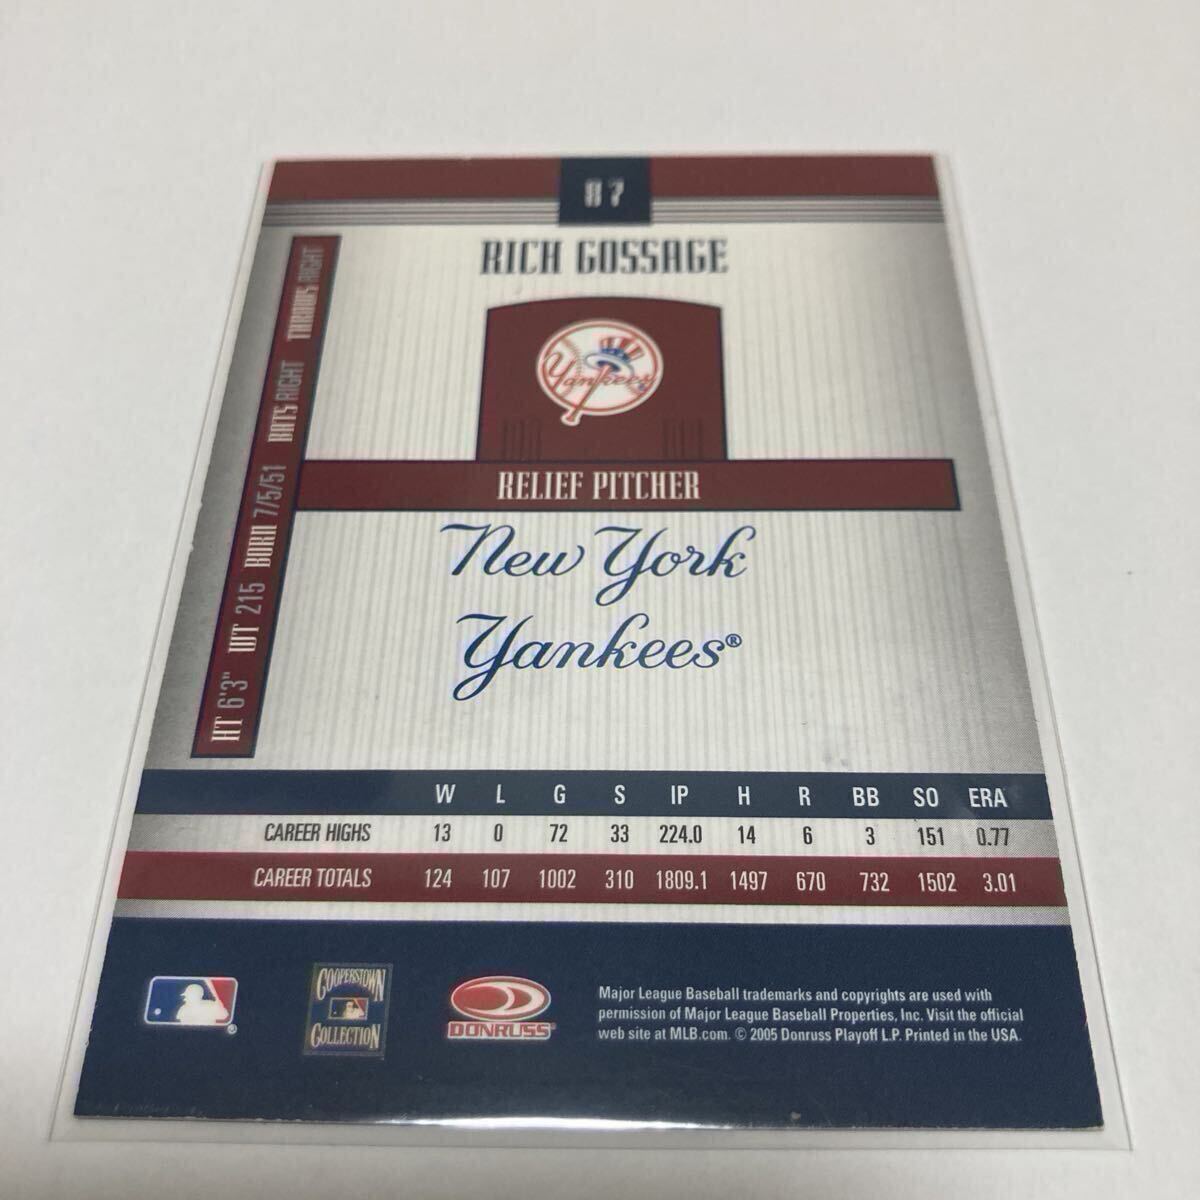 87
RICH GOSSAGE
Yankees
RELIEF PITCHER
HT 6'3" WT 215 BORN 7/5/51 BATS RIGHT THROWS RIGHT
New York
Yankees®
W L G S IP H R BB SO ERA
CAREER HIGHS 13 0 72 33 224.0 14 6 3 151 0.77
CAREER TOTALS 124 107 1002 310 1809.1 1497 670 732 1502 3.01
COOPERSTOWN
COLLECTION
DONRUSS
Major League Baseball trademarks and copyrights are used with
permission of Major League Baseball Properties, Inc. Visit the official
web site at MLB.com. © 2005 Donruss Playoff L.P. Printed in the USA.